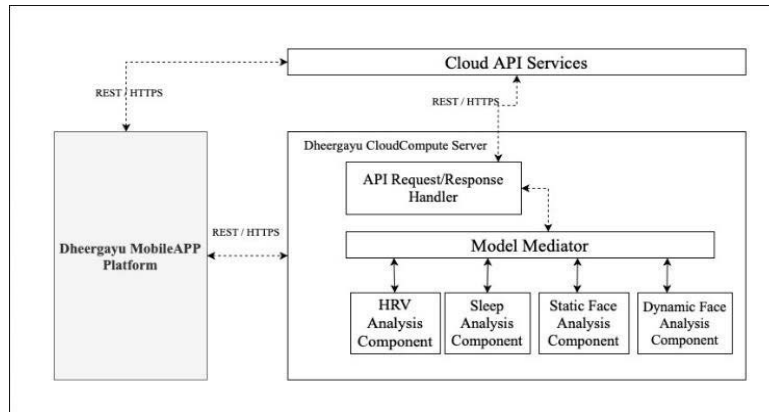 Cloud API Services
REST / HTTPS
REST / HTTPS
Dheergayu CloudCompute Server
API Request/Response
Handler
REST / HTTPS
Dheergayu MobileAPP
Platform
Model Mediator
HRV
Analysis
Component
Sleep
Analysis
Component
Static Face
Analysis
Component
Dynamic Face
Analysis
Component